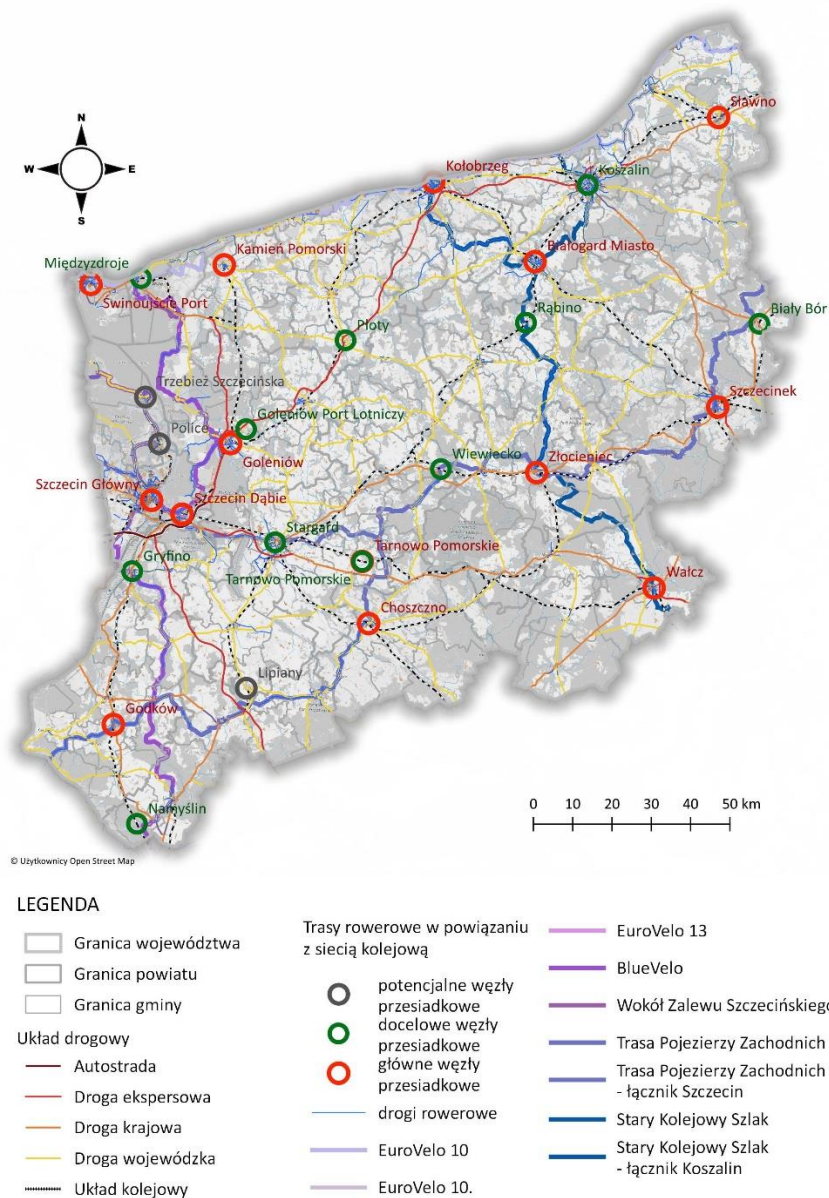 N
W
E
S
Sławno
Kołobrzeg
Koszalin
Kamień Pomorski
Białogard Miasto
Międzyzdroje
Świnoujście Port
Rąbino
Biały Bór
Płoty
Trzebież Szczecińska
Szczecinek
Goleniów Port Lotniczy
Police
Goleniów
Wiewiecko
Złocieniec
Szczecin Główny
Szczecin Dąbie
Stargard
Tarnowo Pomorskie
Gryfino
Tarnowo Pomorskie
Wałcz
Choszczno
Lipiany
Godków
Namyślin
0 10 20 30 40 50 km
© Użytkownicy Open Street Map
LEGENDA
Granica województwa
Granica powiatu
Granica gminy
Układ drogowy
Autostrada
Droga ekspersowa
Droga krajowa
Droga wojewódzka
Układ kolejowy
Trasy rowerowe w powiązaniu
z siecią kolejową
potencjalne węzły
przesiadkowe
docelowe węzły
przesiadkowe
główne węzły
przesiadkowe
drogi rowerowe
EuroVelo 10
EuroVelo 10.
EuroVelo 13
BlueVelo
Wokół Zalewu Szczecińskiego
Trasa Pojezierzy Zachodnich
Trasa Pojezierzy Zachodnich
- łącznik Szczecin
Stary Kolejowy Szlak
Stary Kolejowy Szlak
- łącznik Koszalin